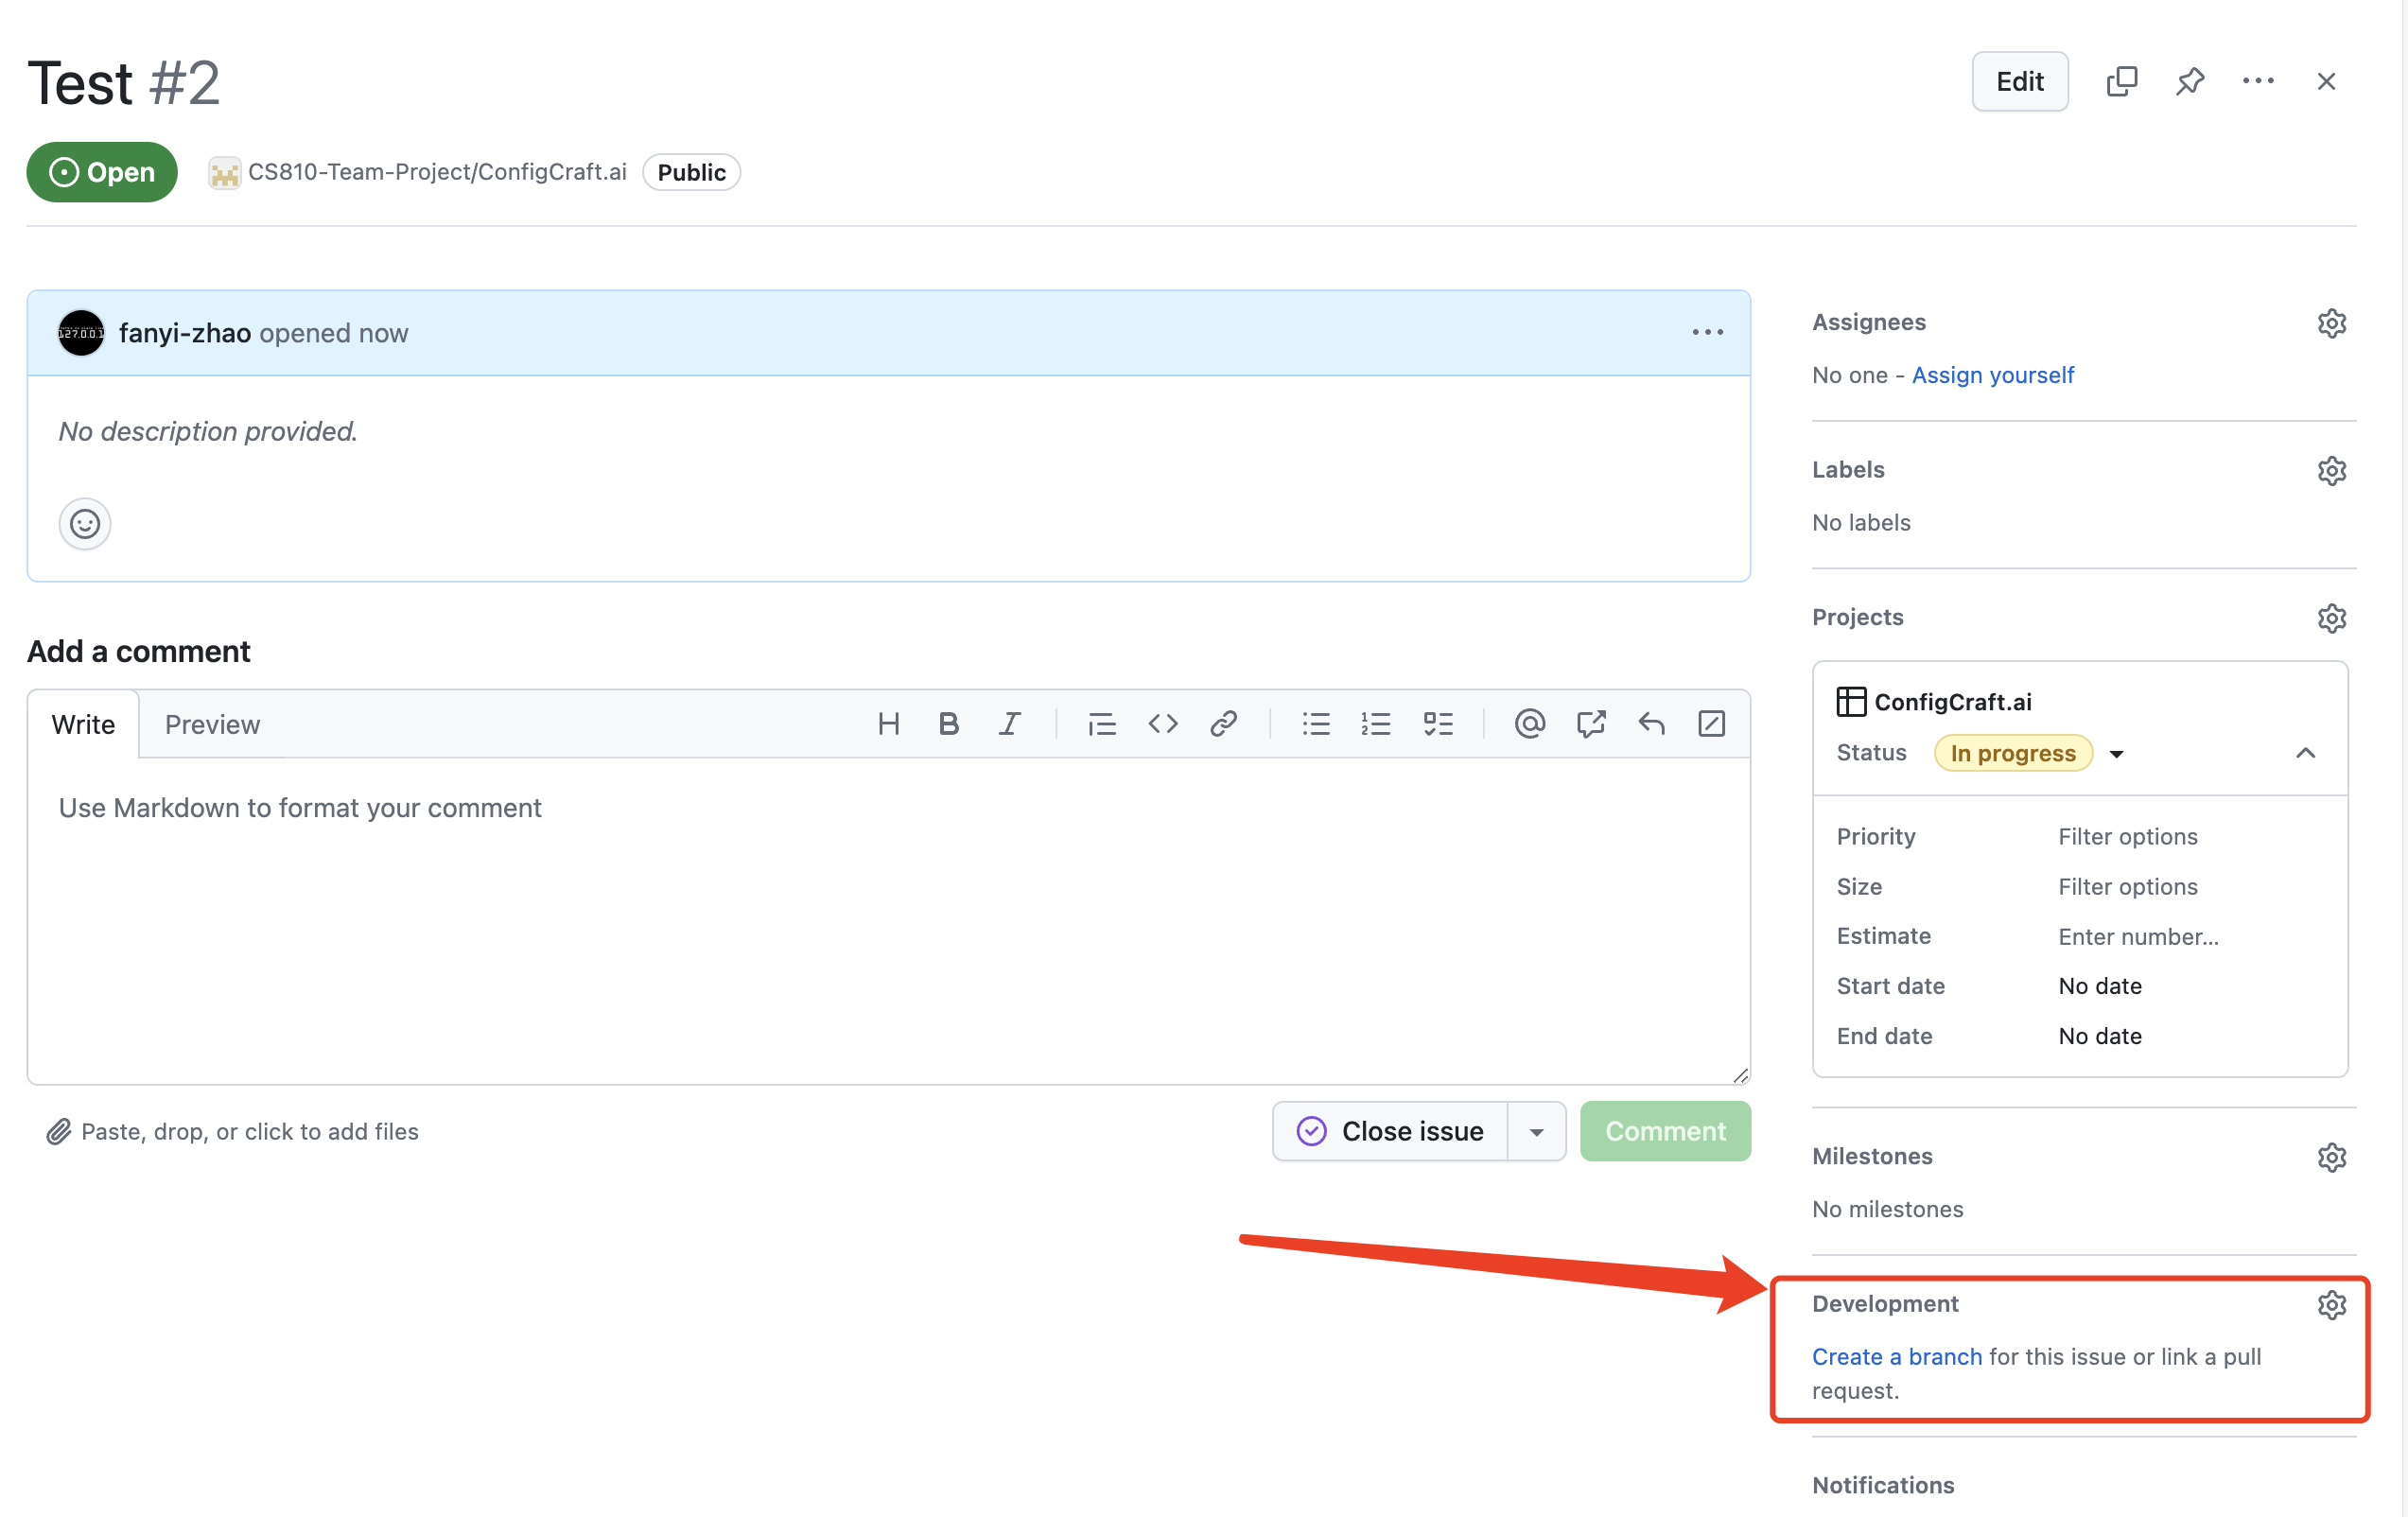 Test #2
Edit
Open
CS810-Team-Project/ConfigCraft.ai
Public
fanyi-zhao opened now
No description provided.
Add a comment
Write
Preview
Use Markdown to format your comment
Paste, drop, or click to add files
Close issue
Comment
Assignees
No one - Assign yourself
Labels
No labels
Projects
ConfigCraft.ai
Status
In progress
Priority
Filter options
Size
Filter options
Estimate
Enter number...
Start date
No date
End date
No date
Milestones
No milestones
Development
Create a branch for this issue or link a pull
request.
Notifications